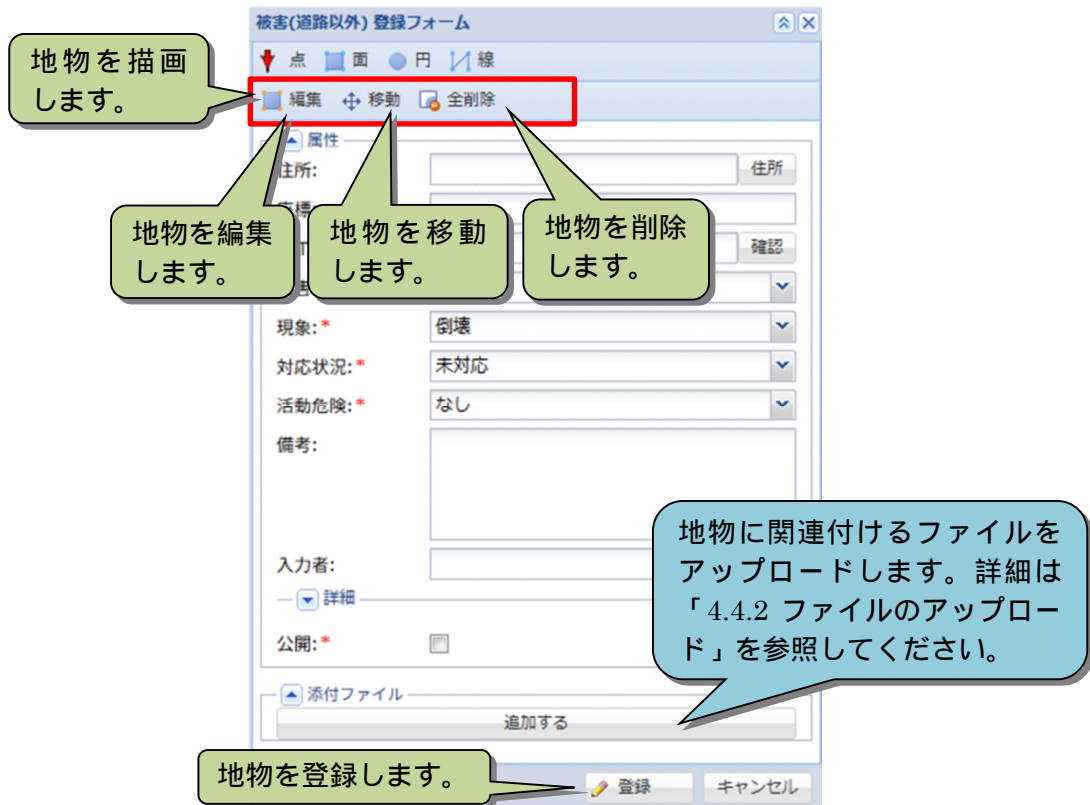 被害(道路以外) 登録フォーム
地物を描画
します。
点 面 円 線
編集 移動 全削除
属性
住所:
住所
地物を編集
します。
地物を移動
します。
地物を削除
します。
確認
現象:* 倒壊
対応状況:* 未対応
活動危険:* なし
備考:
地物に関連付けるファイルを
アップロードします。詳細は
「4.4.2 ファイルのアップロー
ド」を参照してください。
入力者:
詳細
公開:*
添付ファイル
追加する
地物を登録します。
登録 キャンセル